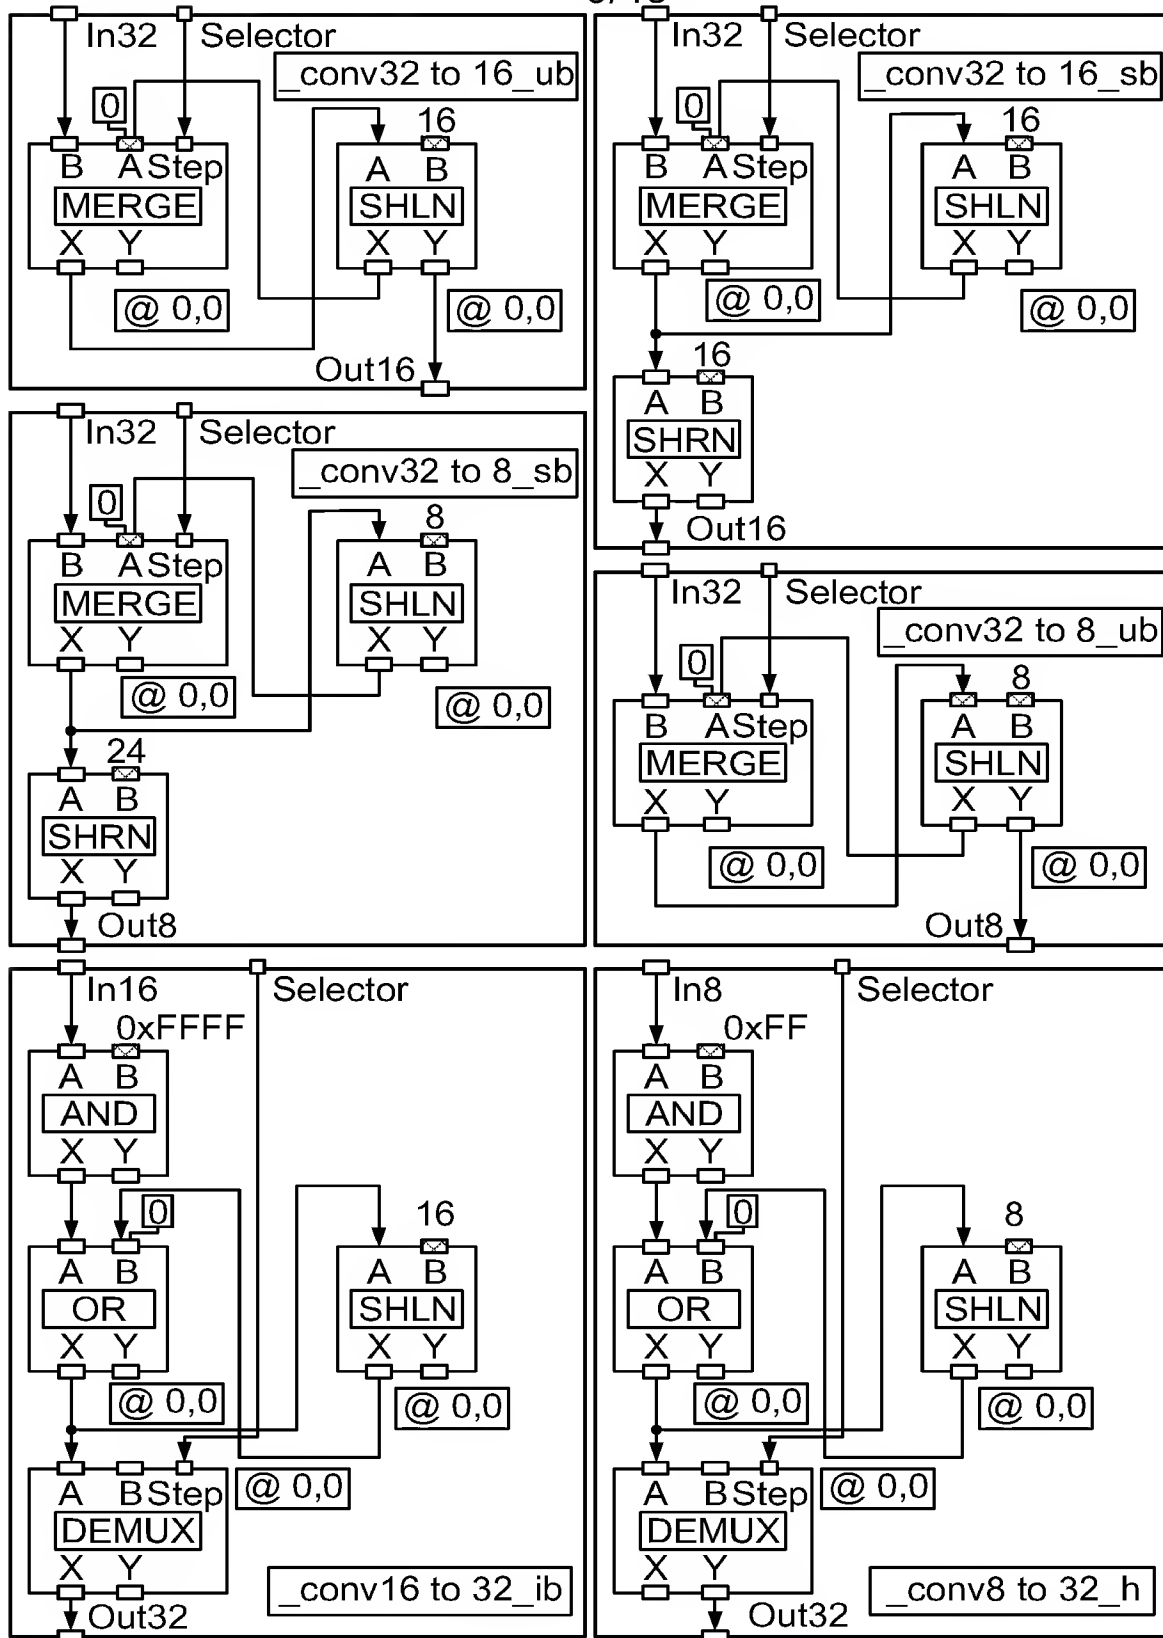 In32 Selector
_conv32 to 16_ub
0 16
B A Step A B
MERGE SHLN
X Y X Y
@ 0,0 @ 0,0
Out16
In32 Selector
_conv32 to 16_sb
0 16
B A Step A B
MERGE SHLN
X Y X Y
@ 0,0 @ 0,0
16
A B
SHRN
X Y
Out16
In32 Selector
_conv32 to 8_sb
0 8
B A Step A B
MERGE SHLN
X Y X Y
@ 0,0 @ 0,0
24
A B
SHRN
X Y
Out8
In32 Selector
_conv32 to 8_ub
0 8
B A Step A B
MERGE SHLN
X Y X Y
@ 0,0 @ 0,0
Out8
In16 Selector
0xFFFF
A B
AND
X Y
0 16
A B A B
OR SHLN
X Y X Y
@ 0,0 @ 0,0
@ 0,0
A B Step
DEMUX
X Y
_conv16 to 32_ib
Out32
In8 Selector
0xFF
A B
AND
X Y
0 8
A B A B
OR SHLN
X Y X Y
@ 0,0 @ 0,0
@ 0,0
A B Step
DEMUX
X Y
_conv8 to 32_h
Out32